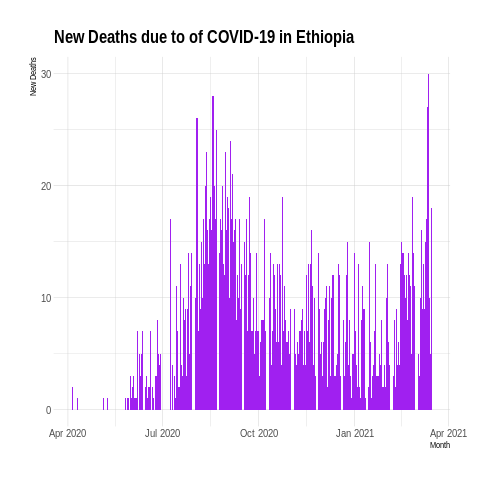 New Deaths due to of COVID-19 in Ethiopia
New Deaths
30
20
10
0
Apr 2020 Jul 2020 Oct 2020 Jan 2021 Apr 2021
Month